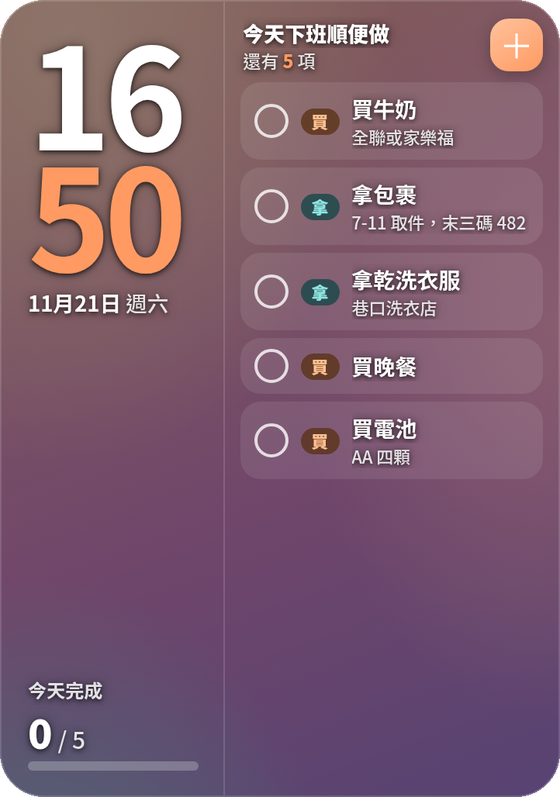 16
50
11月21日 週六
今天完成
0 / 5
今天下班順便做
還有 5 項
買
買牛奶
全聯或家樂福
拿
拿包裹
7-11 取件，末三碼 482
拿
拿乾洗衣服
巷口洗衣店
買
買晚餐
買
買電池
AA 四顆